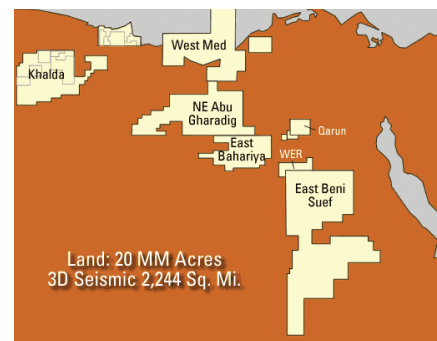 West Med
Khalda
NE Abu
Gharadig
Qarun
East
Bahariya
WER
East Beni
Suef
Land: 20 MM Acres
3D Seismic 2,244 Sq. Mi.